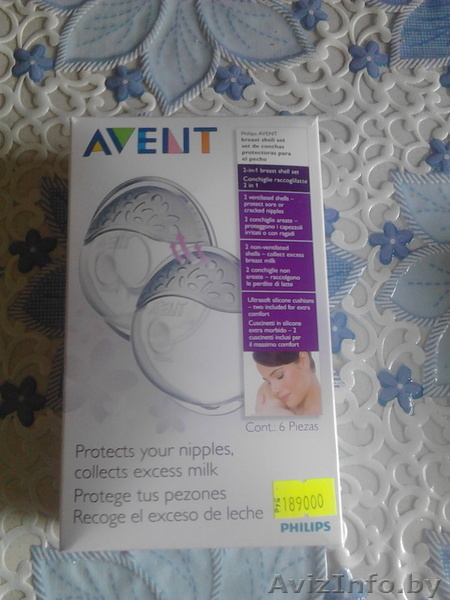 AVENT
Philips AVENT
breast shell set
set de conchas
protectoras para
el pecho
2-in-1 breast shell set
Conchiglie raccoglilatte
2 in 1
2 ventilated shells –
protect sore or
cracked nipples
2 conchiglie areate –
proteggono i capezzoli
irritati o con ragadi
2 non-ventilated
shells – collect excess
breast milk
2 conchiglie non
areate – raccolgono
le perdite di latte
Ultrasoft silicone cushions
– two included for extra
comfort
Cuscinetti in silicone
extra morbido – 2
cuscinetti inclusi per
il massimo comfort
Cont.: 6 Piezas
Protects your nipples,
collects excess milk
Protege tus pezones
Recoge el exceso de leche
189000
PHILIPS
AvizInfo.by